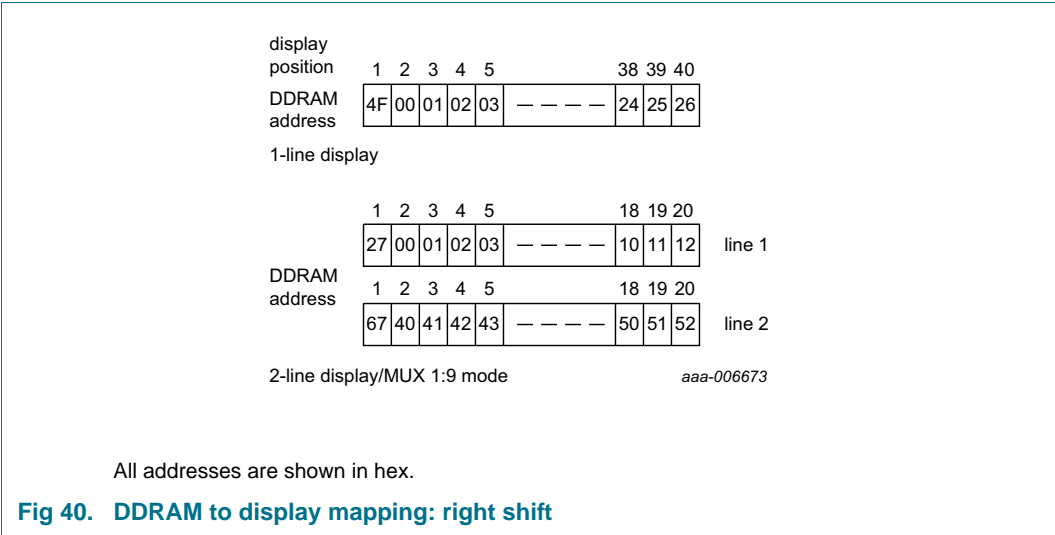 display
position 1 2 3 4 5 38 39 40
DDRAM
address 4F 00 01 02 03 — — — — 24 25 26
1-line display
1 2 3 4 5 18 19 20
27 00 01 02 03 — — — — 10 11 12 line 1
DDRAM
address
1 2 3 4 5 18 19 20
67 40 41 42 43 — — — — 50 51 52 line 2
2-line display/MUX 1:9 mode aaa-006673
All addresses are shown in hex.
Fig 40. DDRAM to display mapping: right shift